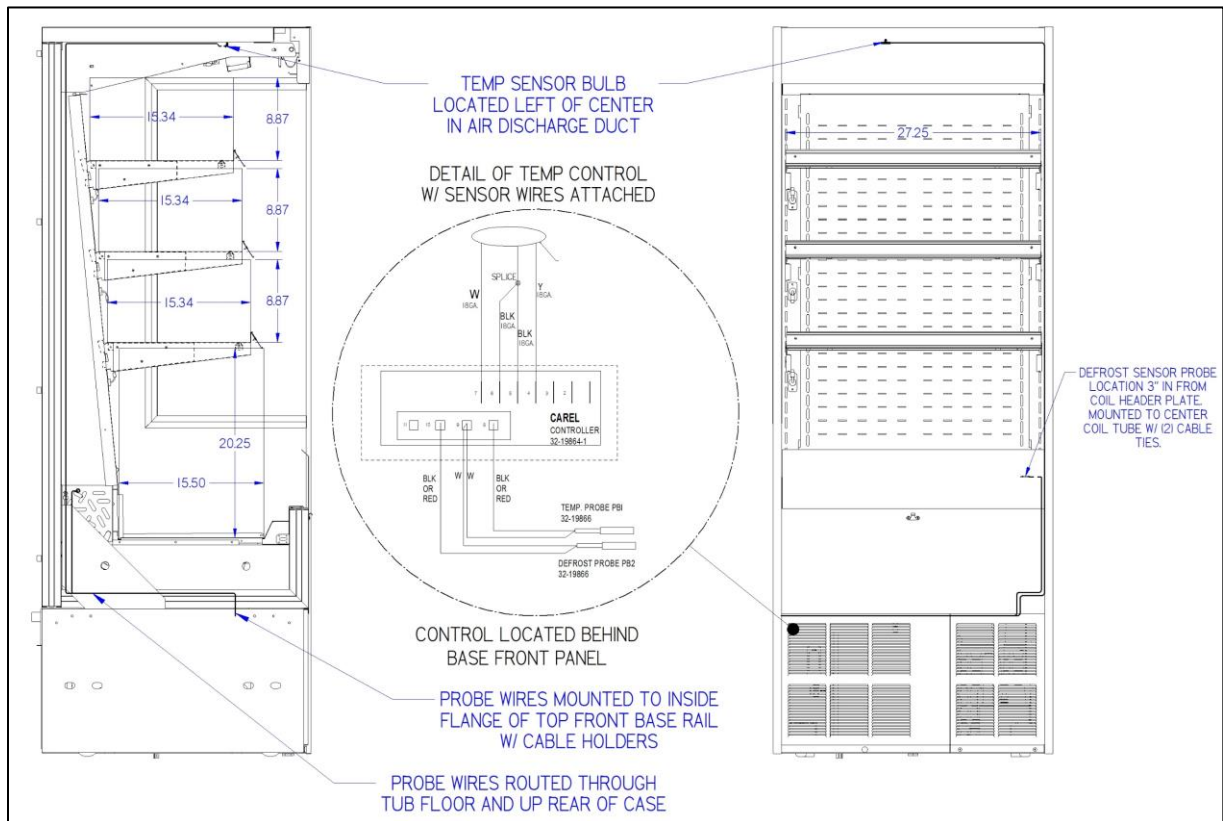 TEMP SENSOR BULB
LOCATED LEFT OF CENTER
IN AIR DISCHARGE DUCT
15.34
8.87
27.25
DETAIL OF TEMP CONTROL
W/ SENSOR WIRES ATTACHED
15.34
8.87
SPLICE
W
18GA.
Y
18GA.
BLK
18GA.
BLK
18GA.
15.34
8.87
7
6
5
4
3
2
CAREL
CONTROLLER
32-19864-1
DEFROST SENSOR PROBE
LOCATION 3" IN FROM
COIL HEADER PLATE.
MOUNTED TO CENTER
COIL TUBE W/ (2) CABLE
TIES.
20.25
15.50
BLK
OR
RED
W
W
BLK
OR
RED
TEMP. PROBE PB1
32-19866
DEFROST PROBE PB2
32-19866
CONTROL LOCATED BEHIND
BASE FRONT PANEL
PROBE WIRES MOUNTED TO INSIDE
FLANGE OF TOP FRONT BASE RAIL
W/ CABLE HOLDERS
PROBE WIRES ROUTED THROUGH
TUB FLOOR AND UP REAR OF CASE